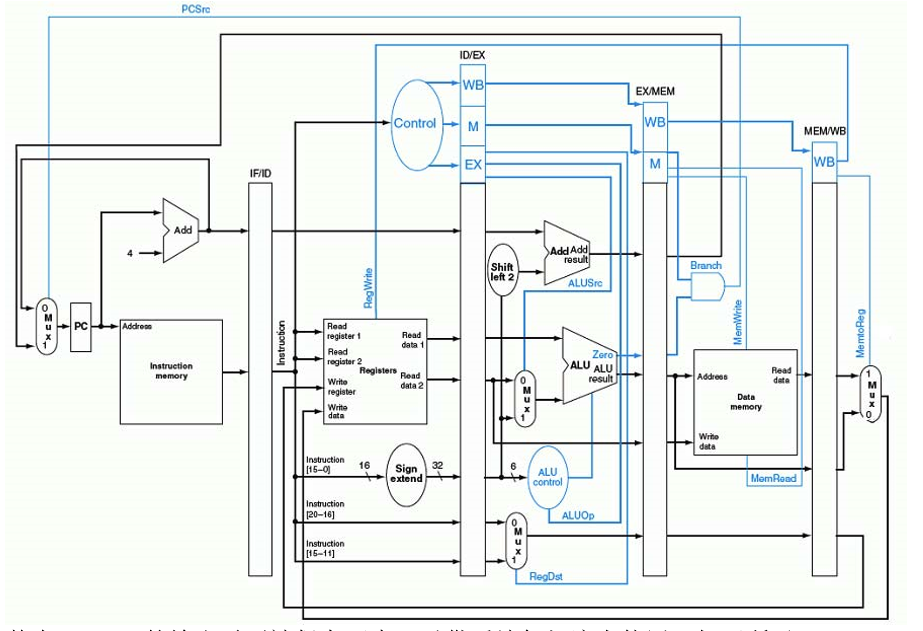 PCSrc
ID/EX
WB
EX/MEM
Control
M
WB
MEM/WB
EX
M
WB
IF/ID
Add
4
Add Add
result
Shift
left 2
ALUSrc
Branch
RegWrite
MemWrite
MemtoReg
0
M
u
x
1
PC
Address
Instruction
memory
Instruction
Read
register 1
Read
register 2
Write
register
Write
data
Registers
Read
data 1
Read
data 2
0
M
u
x
1
Zero
ALU
ALU
result
Address
Read
data
Data
memory
Write
data
1
M
u
x
0
MemRead
Instruction
[15–0]
16
Sign
extend
32
6
ALU
control
Instruction
[20–16]
ALUOp
Instruction
[15–11]
0
M
u
x
1
RegDst